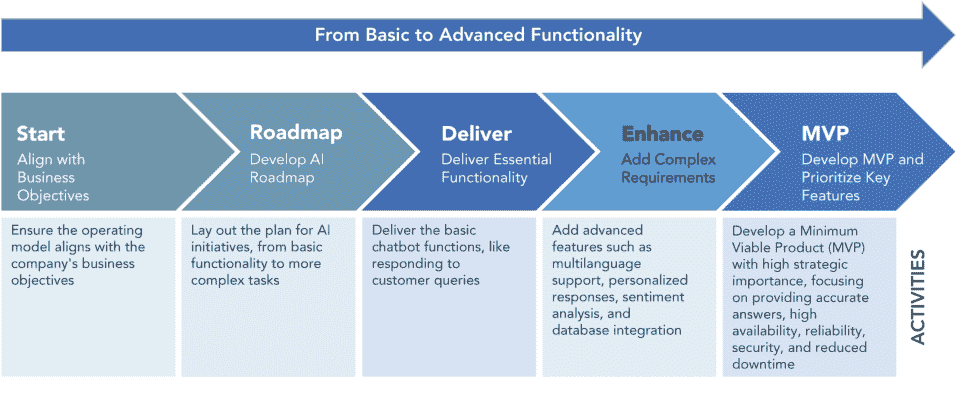 From Basic to Advanced Functionality
Start
Align with
Business
Objectives
Roadmap
Develop AI
Roadmap
Deliver
Deliver Essential
Functionality
Enhance
Add Complex
Requirements
MVP
Develop MVP and
Prioritize Key
Features
Ensure the operating
model aligns with the
company's business
objectives
Lay out the plan for AI
initiatives, from basic
functionality to more
complex tasks
Deliver the basic
chatbot functions, like
responding to
customer queries
Add advanced
features such as
multilanguage
support, personalized
responses, sentiment
analysis, and
database integration
Develop a Minimum
Viable Product (MVP)
with high strategic
importance, focusing
on providing accurate
answers, high
availability, reliability,
security, and reduced
downtime
ACTIVITIES